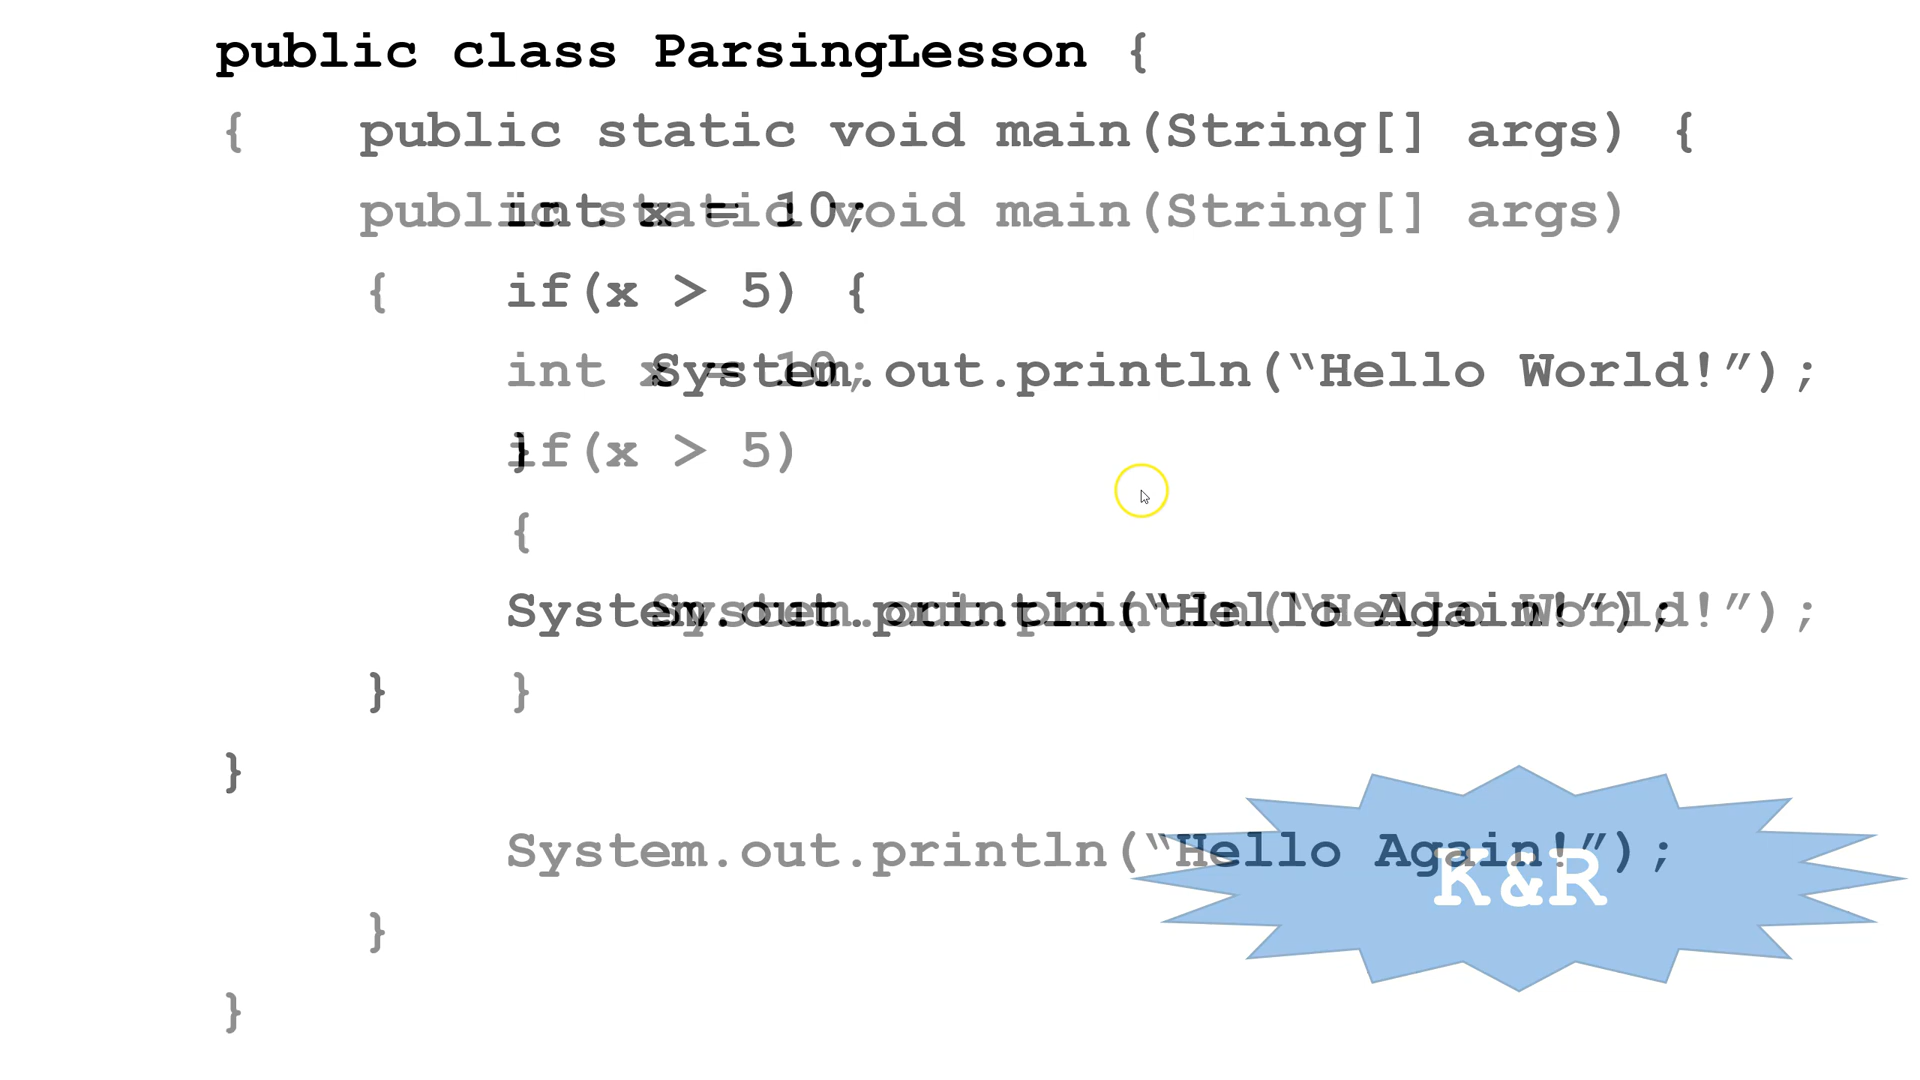 public class ParsingLesson {
{ public static void main(String[] args) {
public static void main(String[] args)
int x = 10;
{ if(x > 5) {
int x = 10;
System.out.println(“Hello World!”);
}
if(x > 5)
{
System.out.println(“Hello Again!”);
System.out.println(“Hello World!”);
} }
}
System.out.println(“Hello Again!”);
K&R
}
}